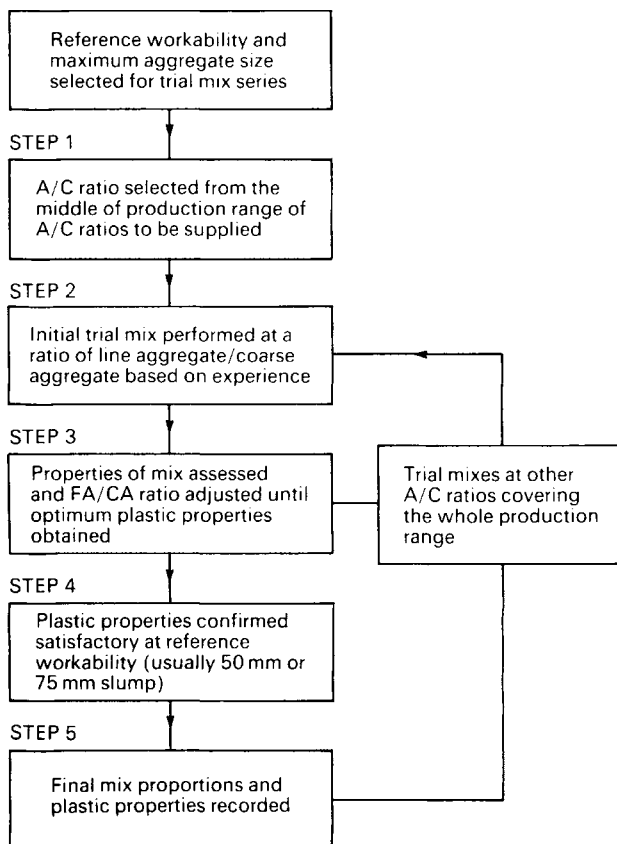 Reference workability and
maximum aggregate size
selected for trial mix series
STEP 1
A/C ratio selected from the
middle of production range of
A/C ratios to be supplied
STEP 2
Initial trial mix performed at a
ratio of line aggregate/coarse
aggregate based on experience
STEP 3
Properties of mix assessed
and FA/CA ratio adjusted until
optimum plastic properties
obtained
Trial mixes at other
A/C ratios covering
the whole production
range
STEP 4
Plastic properties confirmed
satisfactory at reference
workability (usually 50 mm or
75 mm slump)
STEP 5
Final mix proportions and
plastic properties recorded